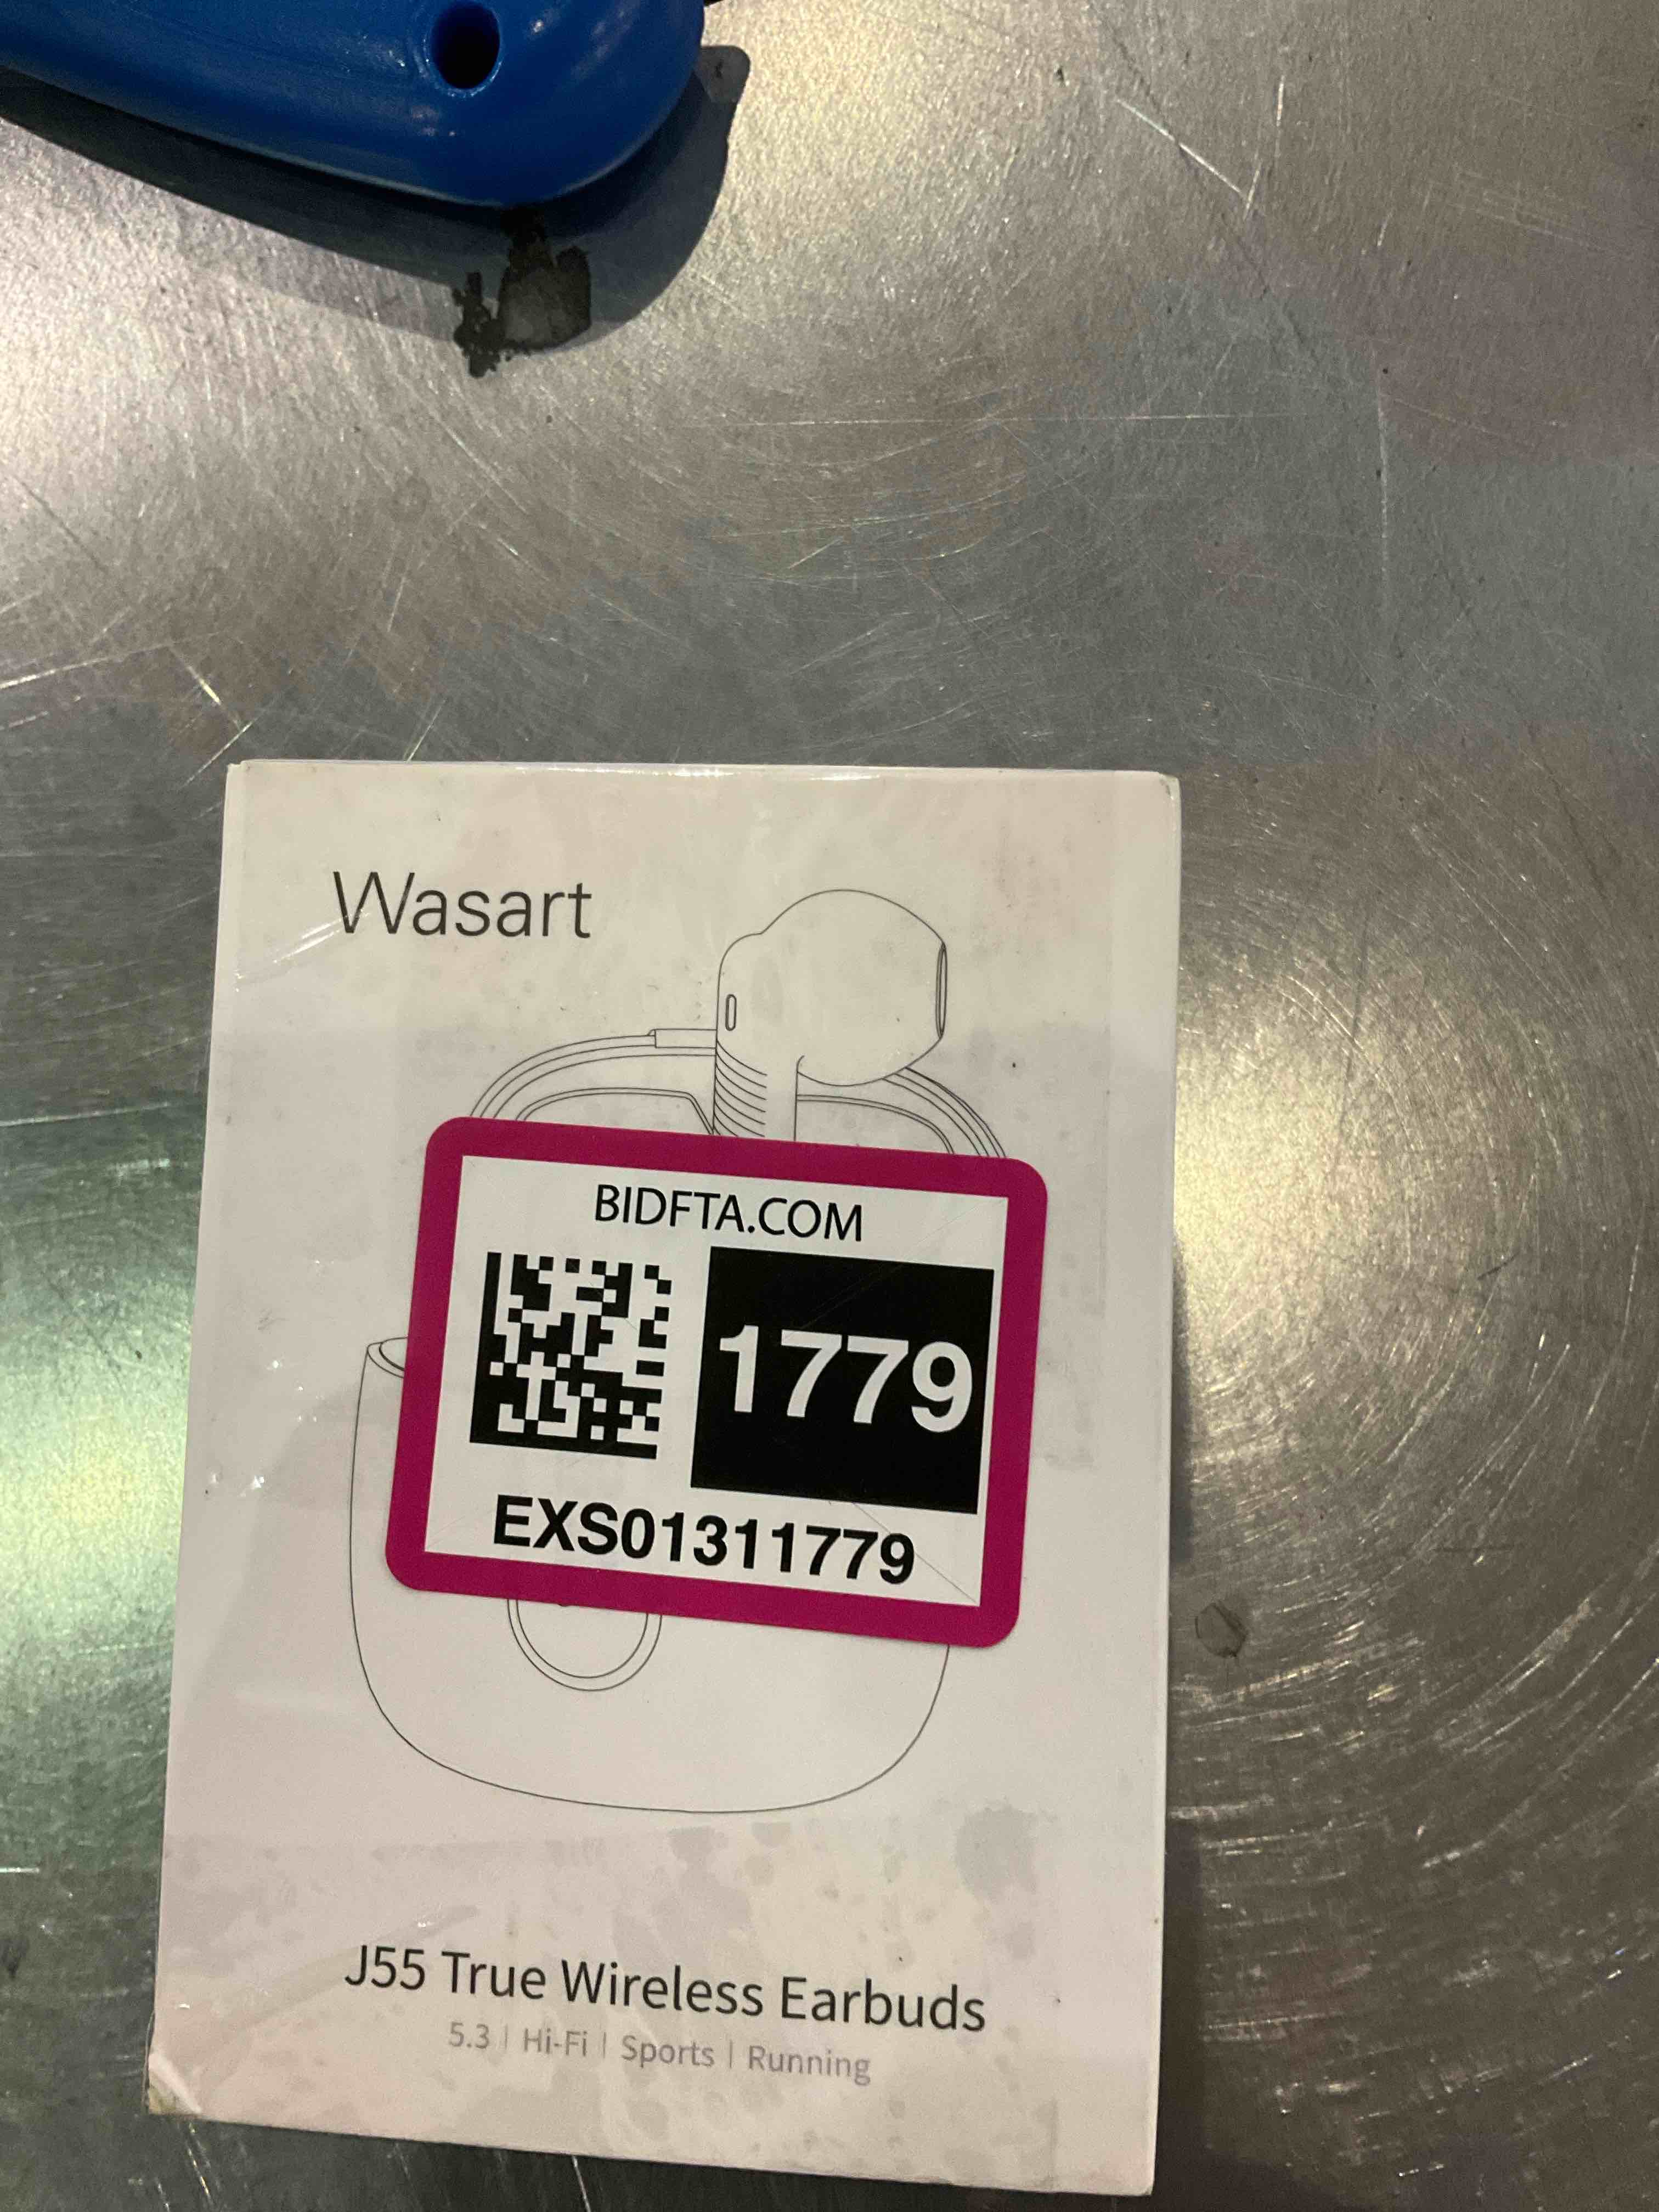 Wasart
BIDFTA.COM
1779
EXS01311779
J55 True Wireless Earbuds
5.3 | Hi-Fi | Sports | Running